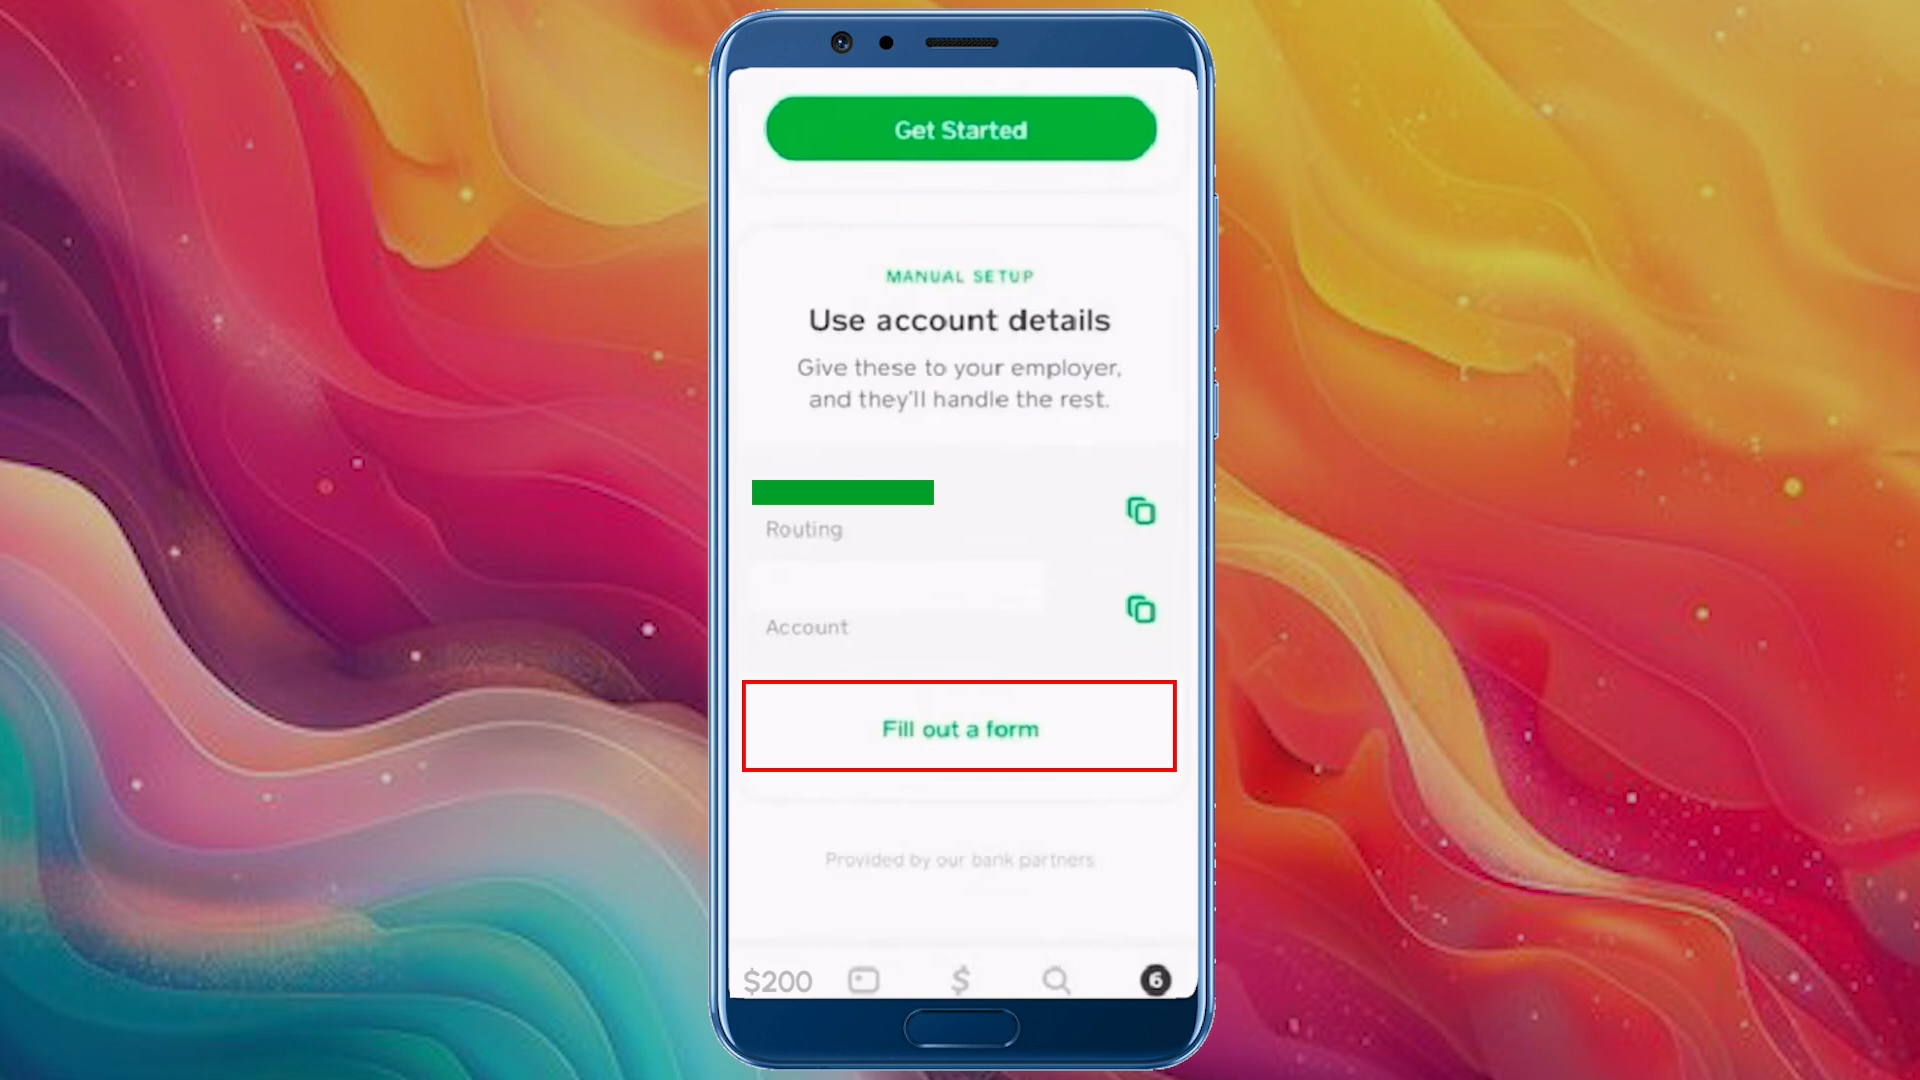 Get Started
MANUAL SETUP
Use account details
Give these to your employer,
and they'll handle the rest.
Routing
Account
Fill out a form
Provided by our bank partners
$200
$
6